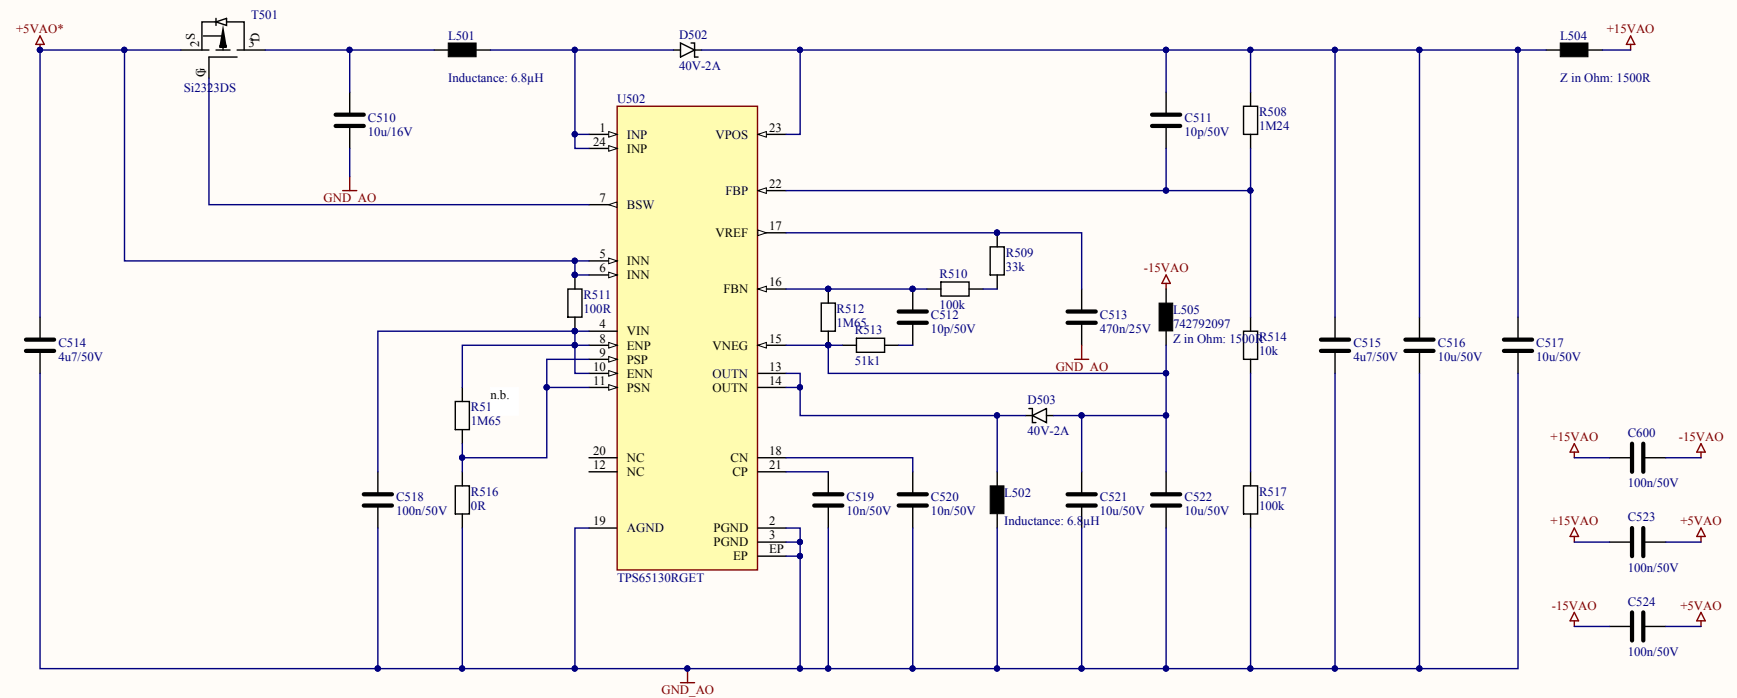 +5VAO*
T501
2
S
3
D
G
Si2323DS
L501
Inductance: 6.8µH
D502
40V-2A
L504
Z in Ohm: 1500R
+15VAO
C510
10u/16V
GND_AO
U502
1
INP
24
INP
7
BSW
5
INN
6
INN
4
VIN
8
ENP
9
PSP
10
ENN
11
PSN
20
NC
12
NC
19
AGND
VPOS
23
FBP
22
VREF
17
FBN
16
VNEG
15
OUTN
13
OUTN
14
CN
18
CP
21
PGND
2
PGND
3
EP
EP
TPS65130RGET
C511
10p/50V
R508
1M24
R509
33k
R510
100k
R511
100R
R512
1M65
R513
51k1
C512
10p/50V
C513
470n/25V
GND_AO
-15VAO
L505
742792097
Z in Ohm: 1500R
R514
10k
C514
4u7/50V
C515
4u7/50V
C516
10u/50V
C517
10u/50V
n.b.
R51
1M65
D503
40V-2A
C518
100n/50V
R516
0R
C519
10n/50V
C520
10n/50V
L502
Inductance: 6.8µH
C521
10u/50V
C522
10u/50V
R517
100k
+15VAO
C600
-15VAO
100n/50V
+15VAO
C523
+5VAO
100n/50V
-15VAO
C524
+5VAO
100n/50V
GND_AO